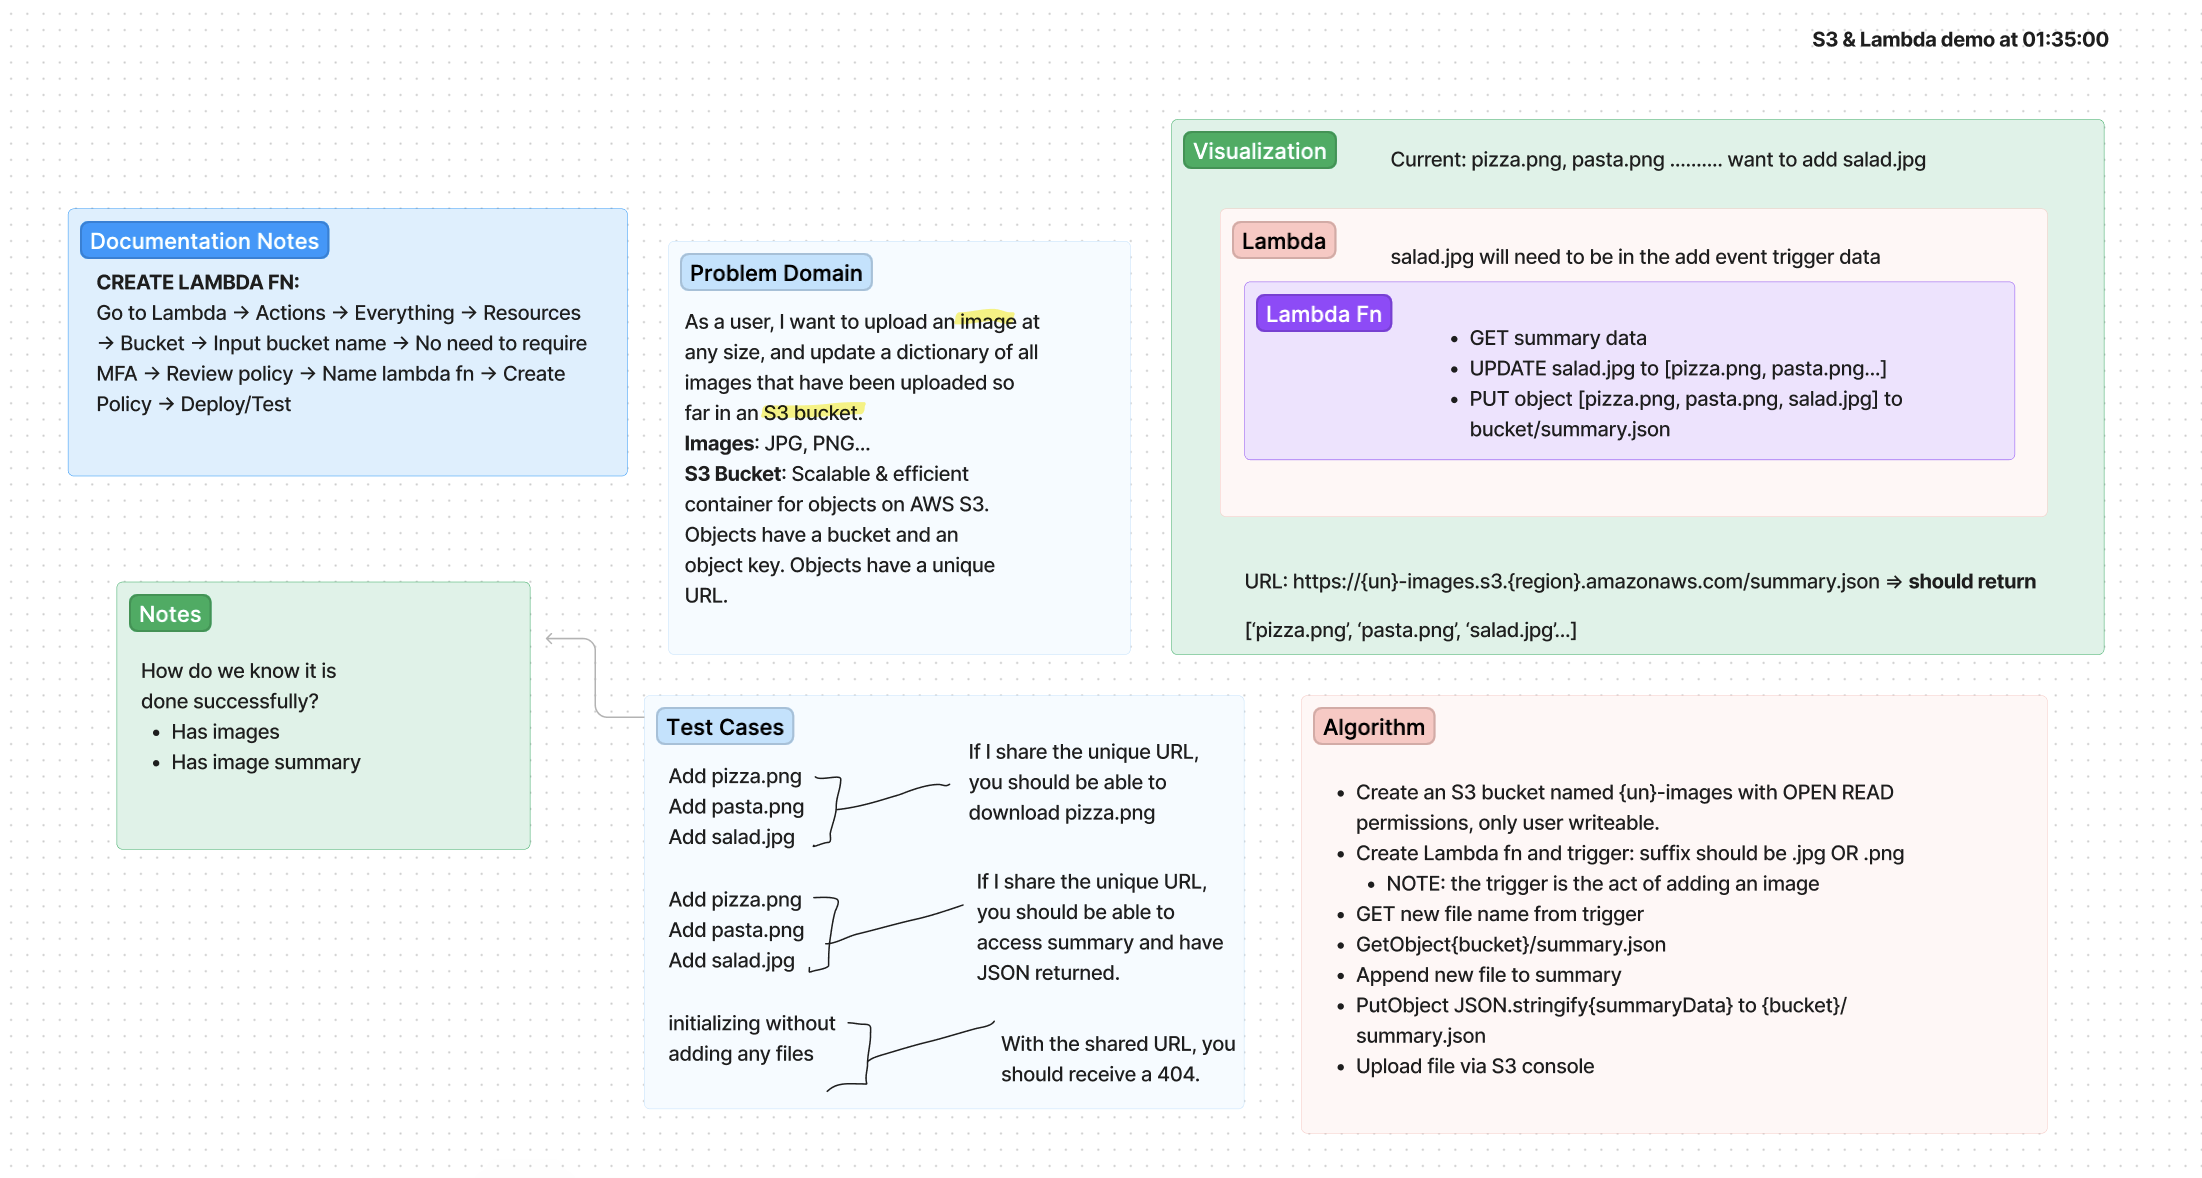 S3 & Lambda demo at 01:35:00
Documentation Notes
CREATE LAMBDA FN:
Go to Lambda → Actions → Everything → Resources
→ Bucket → Input bucket name → No need to require
MFA → Review policy → Name lambda fn → Create
Policy → Deploy/Test
Problem Domain
As a user, I want to upload an image at
any size, and update a dictionary of all
images that have been uploaded so
far in an S3 bucket.
Images: JPG, PNG...
S3 Bucket: Scalable & efficient
container for objects on AWS S3.
Objects have a bucket and an
object key. Objects have a unique
URL.
Visualization
Current: pizza.png, pasta.png .......... want to add salad.jpg
Lambda
salad.jpg will need to be in the add event trigger data
Lambda Fn
• GET summary data
• UPDATE salad.jpg to [pizza.png, pasta.png...]
• PUT object [pizza.png, pasta.png, salad.jpg] to
bucket/summary.json
URL: https://{un}-images.s3.{region}.amazonaws.com/summary.json ⇒ should return
[‘pizza.png’, ‘pasta.png’, ‘salad.jpg’...]
Notes
How do we know it is
done successfully?
• Has images
• Has image summary
Test Cases
Add pizza.png
Add pasta.png
Add salad.jpg
If I share the unique URL,
you should be able to
download pizza.png
Add pizza.png
Add pasta.png
Add salad.jpg
If I share the unique URL,
you should be able to
access summary and have
JSON returned.
initializing without
adding any files
With the shared URL, you
should receive a 404.
Algorithm
• Create an S3 bucket named {un}-images with OPEN READ
permissions, only user writeable.
• Create Lambda fn and trigger: suffix should be .jpg OR .png
• NOTE: the trigger is the act of adding an image
• GET new file name from trigger
• GetObject{bucket}/summary.json
• Append new file to summary
• PutObject JSON.stringify{summaryData} to {bucket}/
summary.json
• Upload file via S3 console